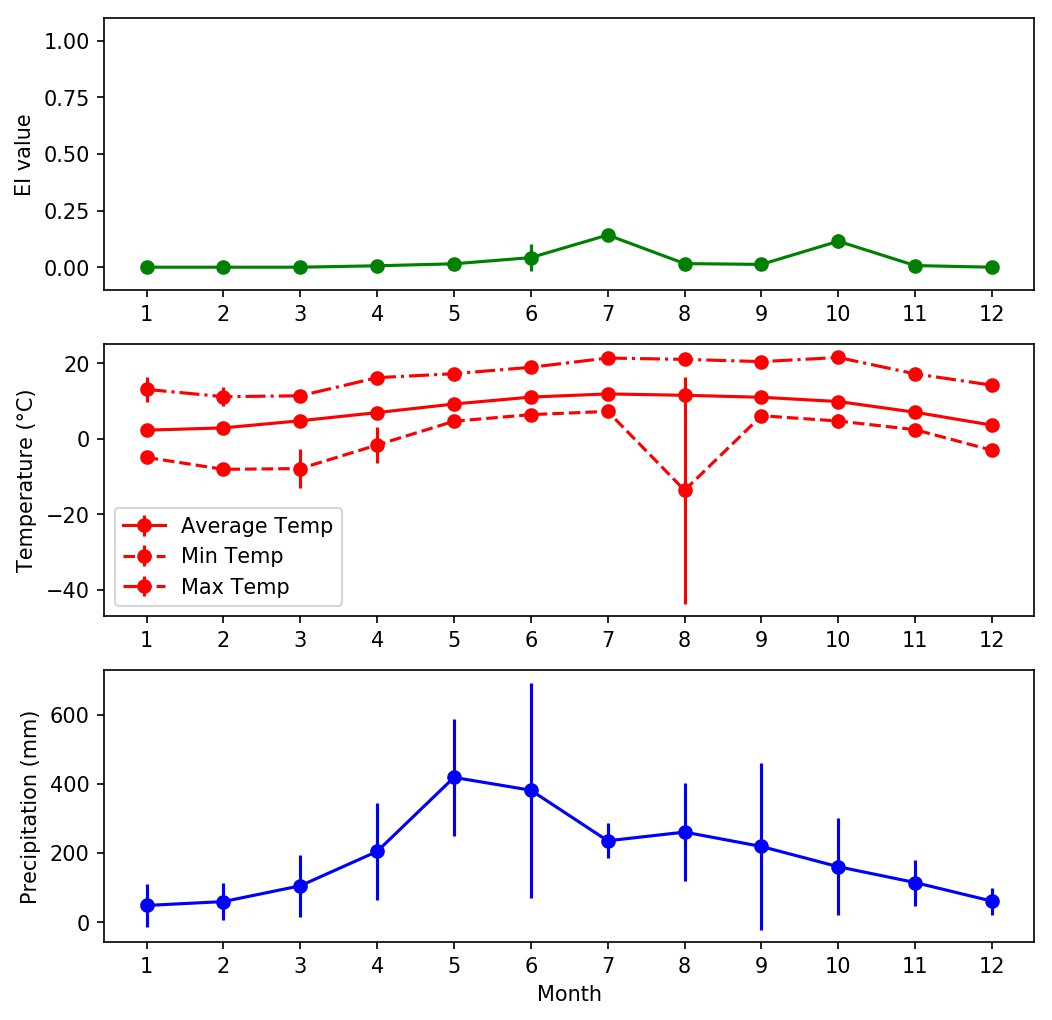 EI value
1.00
0.75
0.50
0.25
0.00
1 2 3 4 5 6 7 8 9 10 11 12
Temperature (°C)
20
0
−20
−40
Average Temp
Min Temp
Max Temp
1 2 3 4 5 6 7 8 9 10 11 12
Precipitation (mm)
600
400
200
0
1 2 3 4 5 6 7 8 9 10 11 12
Month